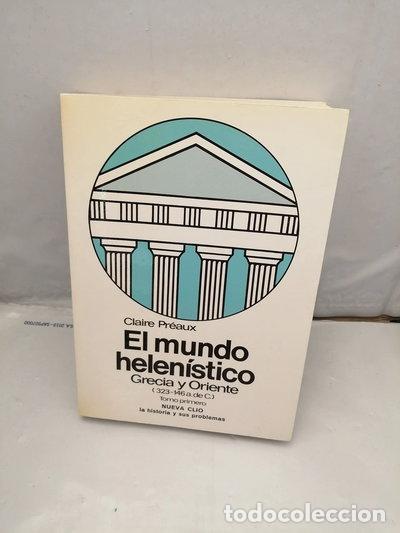 Claire Préaux
El mundo
helenístico
Grecia y Oriente
(323-146 a. de C.)
Tomo primero
NUEVA CLIO
la historia y sus problemas
todocoleccion.net